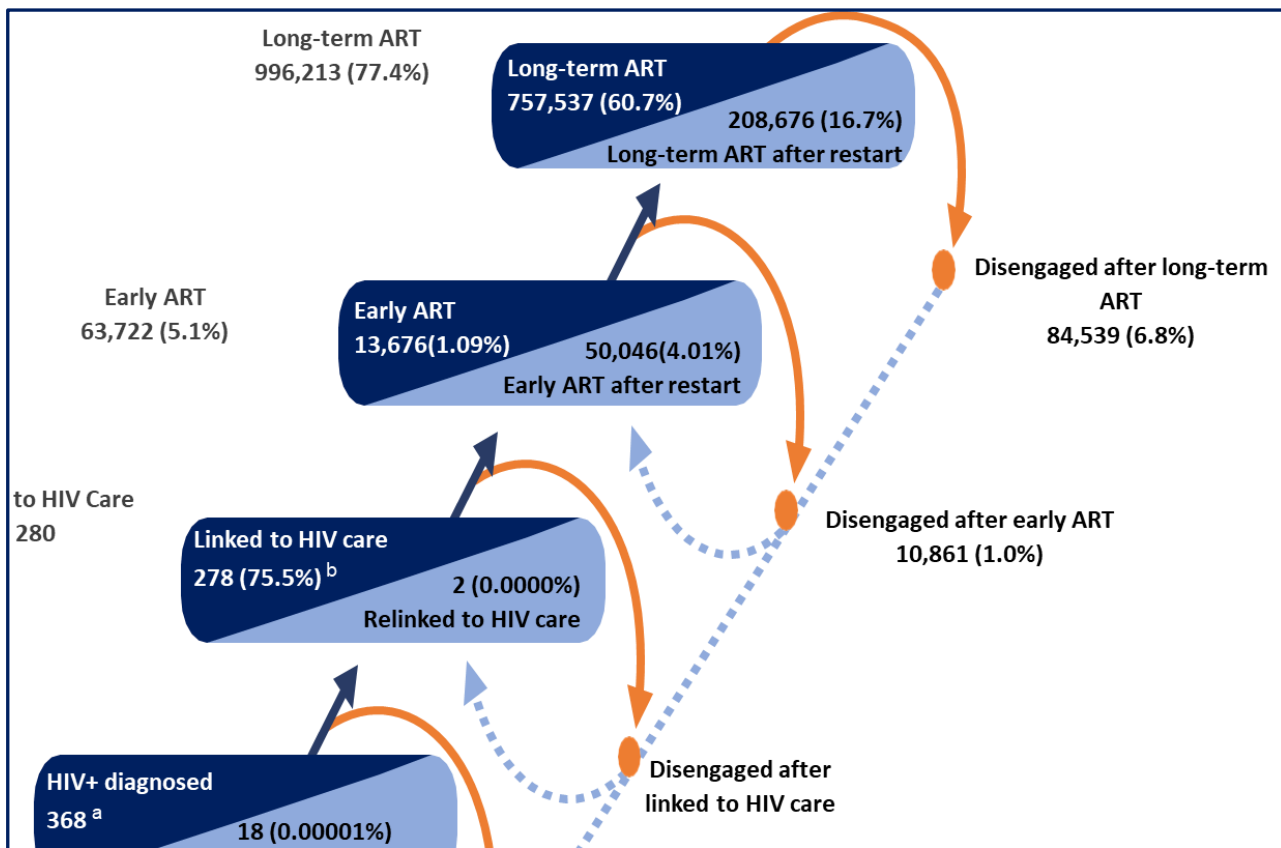 Long-term ART
996,213 (77.4%)
Long-term ART
757,537 (60.7%)
208,676 (16.7%)
Long-term ART after restart
Disengaged after long-term
ART
84,539 (6.8%)
Early ART
63,722 (5.1%)
Early ART
13,676(1.09%)
50,046(4.01%)
Early ART after restart
Disengaged after early ART
10,861 (1.0%)
to HIV Care
280
Linked to HIV care
278 (75.5%) b
2 (0.0000%)
Relinked to HIV care
Disengaged after
linked to HIV care
HIV+ diagnosed
368 a
18 (0.00001%)